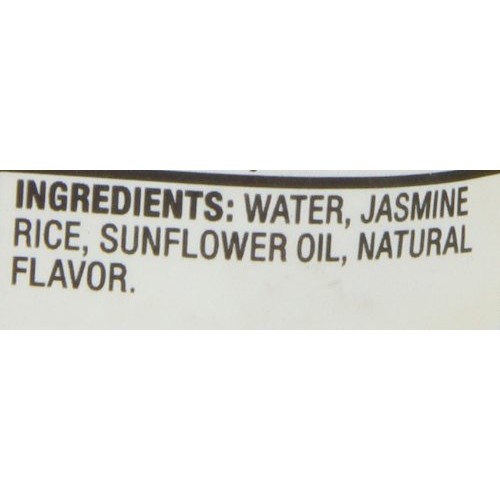 INGREDIENTS: WATER, JASMINE
RICE, SUNFLOWER OIL, NATURAL
FLAVOR.